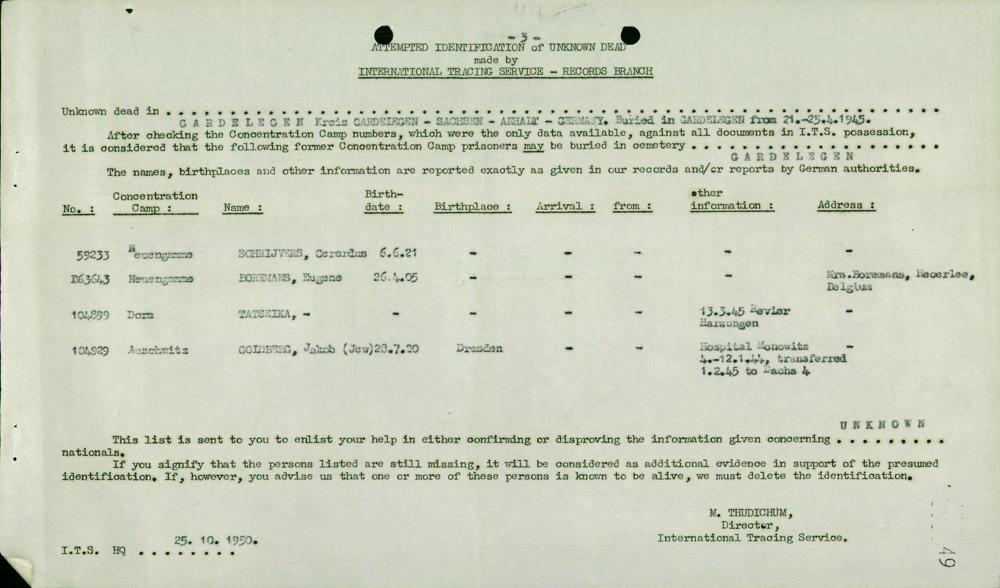 - 3 -
ATTEMPTED IDENTIFICATION of UNKNOWN DEAD
made by
INTERNATIONAL TRACING SERVICE - RECORDS BRANCH
Unknown dead in . . . . . . . . . . . . . . . . . . . . . . . . . . . . . . . . . . . . . . . . . . . . . . . .
GARDELEGEN Kreis GARDELEGEN - SACHSEN - ANHALT - GERMANY. Buried in GARDELEGEN from 21.-25.4.1945.
After checking the Concentration Camp numbers, which were the only data available, against all documents in I.T.S. possession,
it is considered that the following former Concentration Camp prisoners may be buried in cemetery . . . . . . . . . . . . . . . .
GARDELEGEN
The names, birthplaces and other information are reported exactly as given in our records and/or reports by German authorities.
No. : Concentration Camp : Name : Birth-date : Birthplace : Arrival : from : other information : Address :
59233 Neuengamme SCHRIJVERS, Gerardus 6.6.21 - - - - -
B63643 Neuengamme BOREMANS, Eugene 26.4.05 - - - - Mrs.Boremans, Heverlee,
Belgium
104899 Dora TATSEIKA, - - - - - 13.3.45 Revier -
Harzungen
104929 Auschwitz GOLDBERG, Jakob (Jew) 28.7.20 Dresden - - Hospital Monowitz -
4.-12.1.44, transferred
1.2.45 to Dachs 4
UNKNOWN
This list is sent to you to enlist your help in either confirming or disproving the information given concerning . . . . . . . . .
nationals.
If you signify that the persons listed are still missing, it will be considered as additional evidence in support of the presumed
identification. If, however, you advise us that one or more of these persons is known to be alive, we must delete the identification.
M. THUDICHUM,
Director,
International Tracing Service.
25. 10. 1950.
I.T.S. HQ . . . . . . . .
49